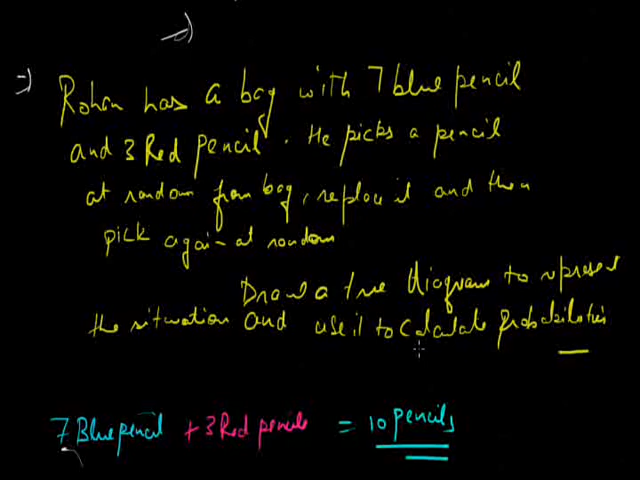 =)
=) Rohan has a bag with 7 blue pencil
and 3 Red pencil. He picks a pencil
at random from bag, replace it and then
pick again at random
Draw a tree diagram to represent
the situation and use it to calculate probabilities
7 Blue pencil + 3 Red pencils = 10 pencils